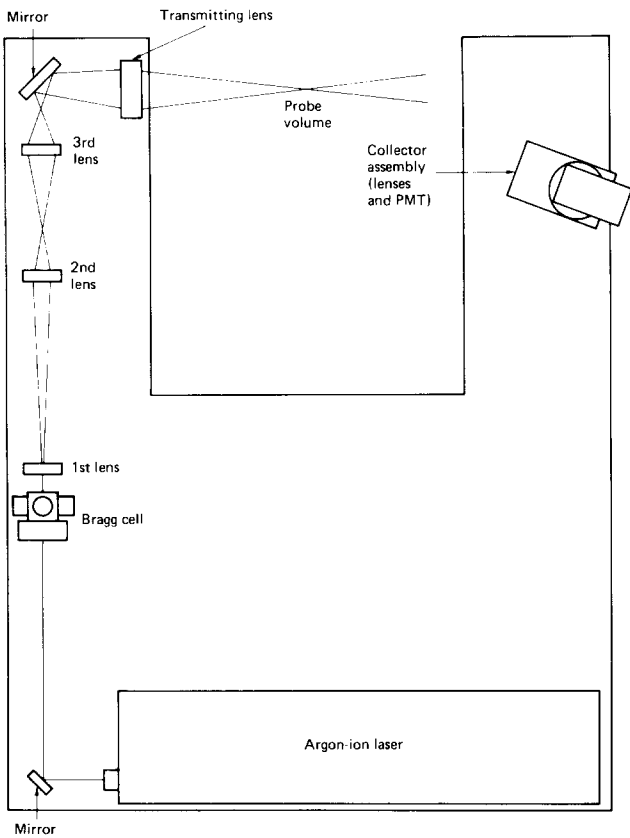 Mirror
Transmitting lens
Probe
volume
3rd
lens
Collector
assembly
(lenses
and PMT)
2nd
lens
1st lens
Bragg cell
Argon-ion laser
Mirror